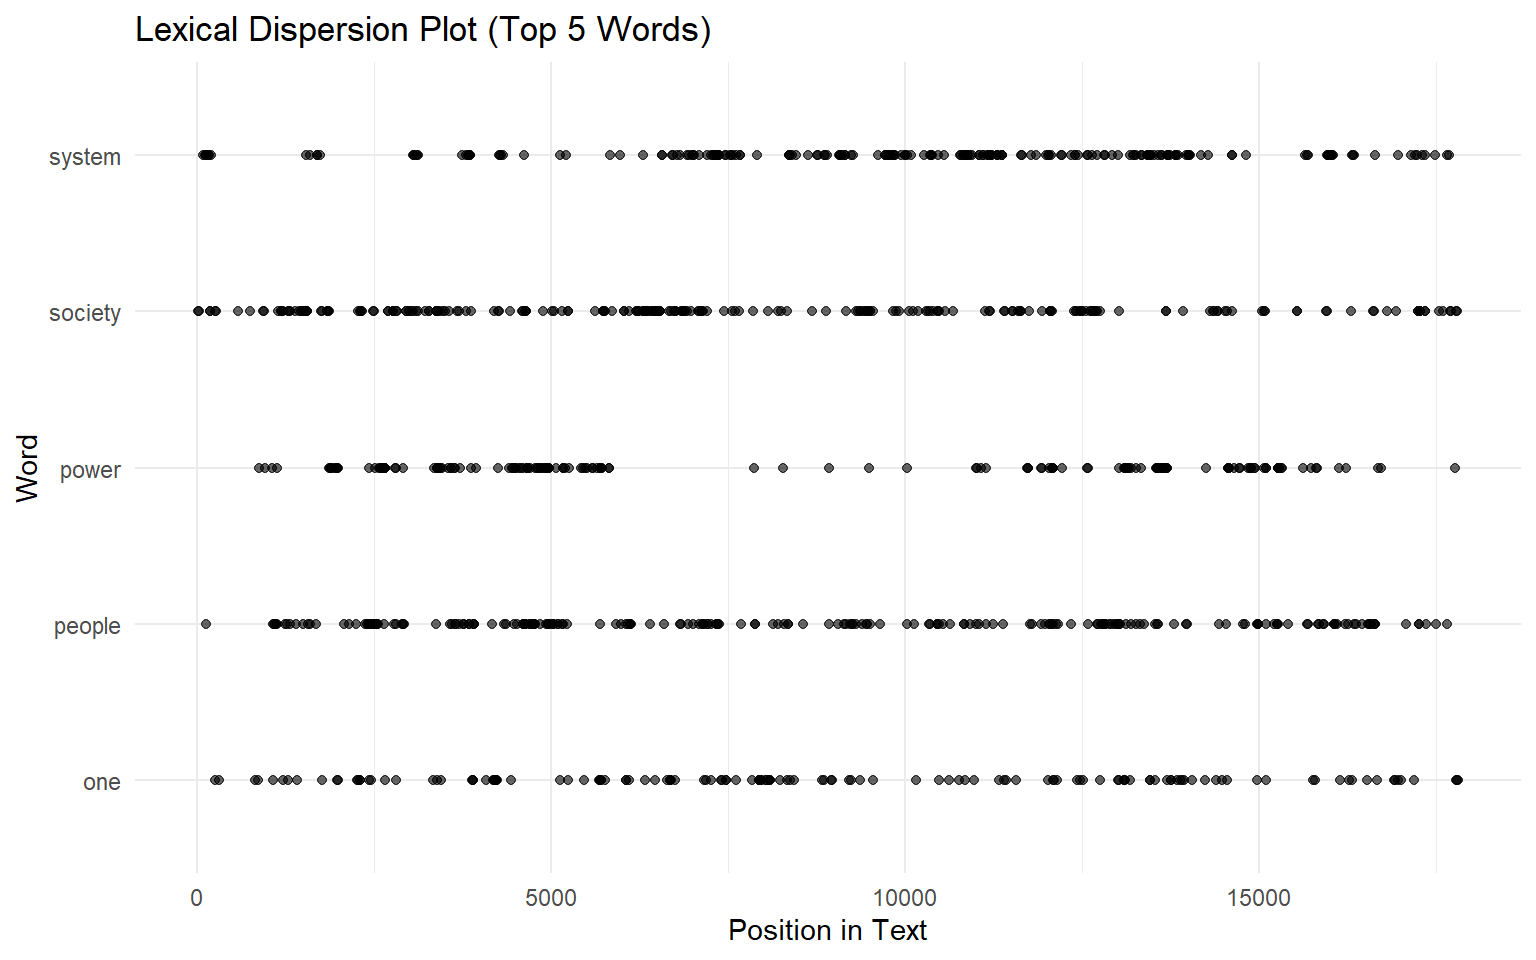 Lexical Dispersion Plot (Top 5 Words)
system
society
power
people
one
Word
0 5000 10000 15000
Position in Text